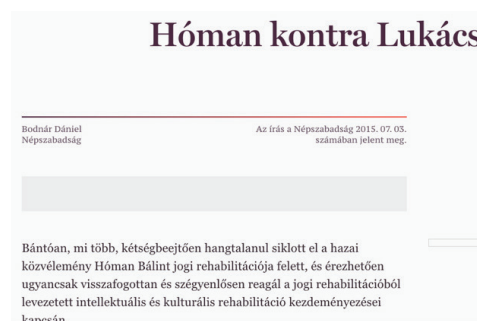 Hóman kontra Lukács
Bodnár Dániel
Népszabadság
Az írás a Népszabadság 2015. 07. 03.
számában jelent meg.
Bántóan, mi több, kétségbeejtően hangtalanul siklott el a hazai
közvélemény Hóman Bálint jogi rehabilitációja felett, és érezhetően
ugyancsak visszafogottan és szégyenlősen reagál a jogi rehabilitációból
levezetett intellektuális és kulturális rehabilitáció kezdeményezései
kapcsán